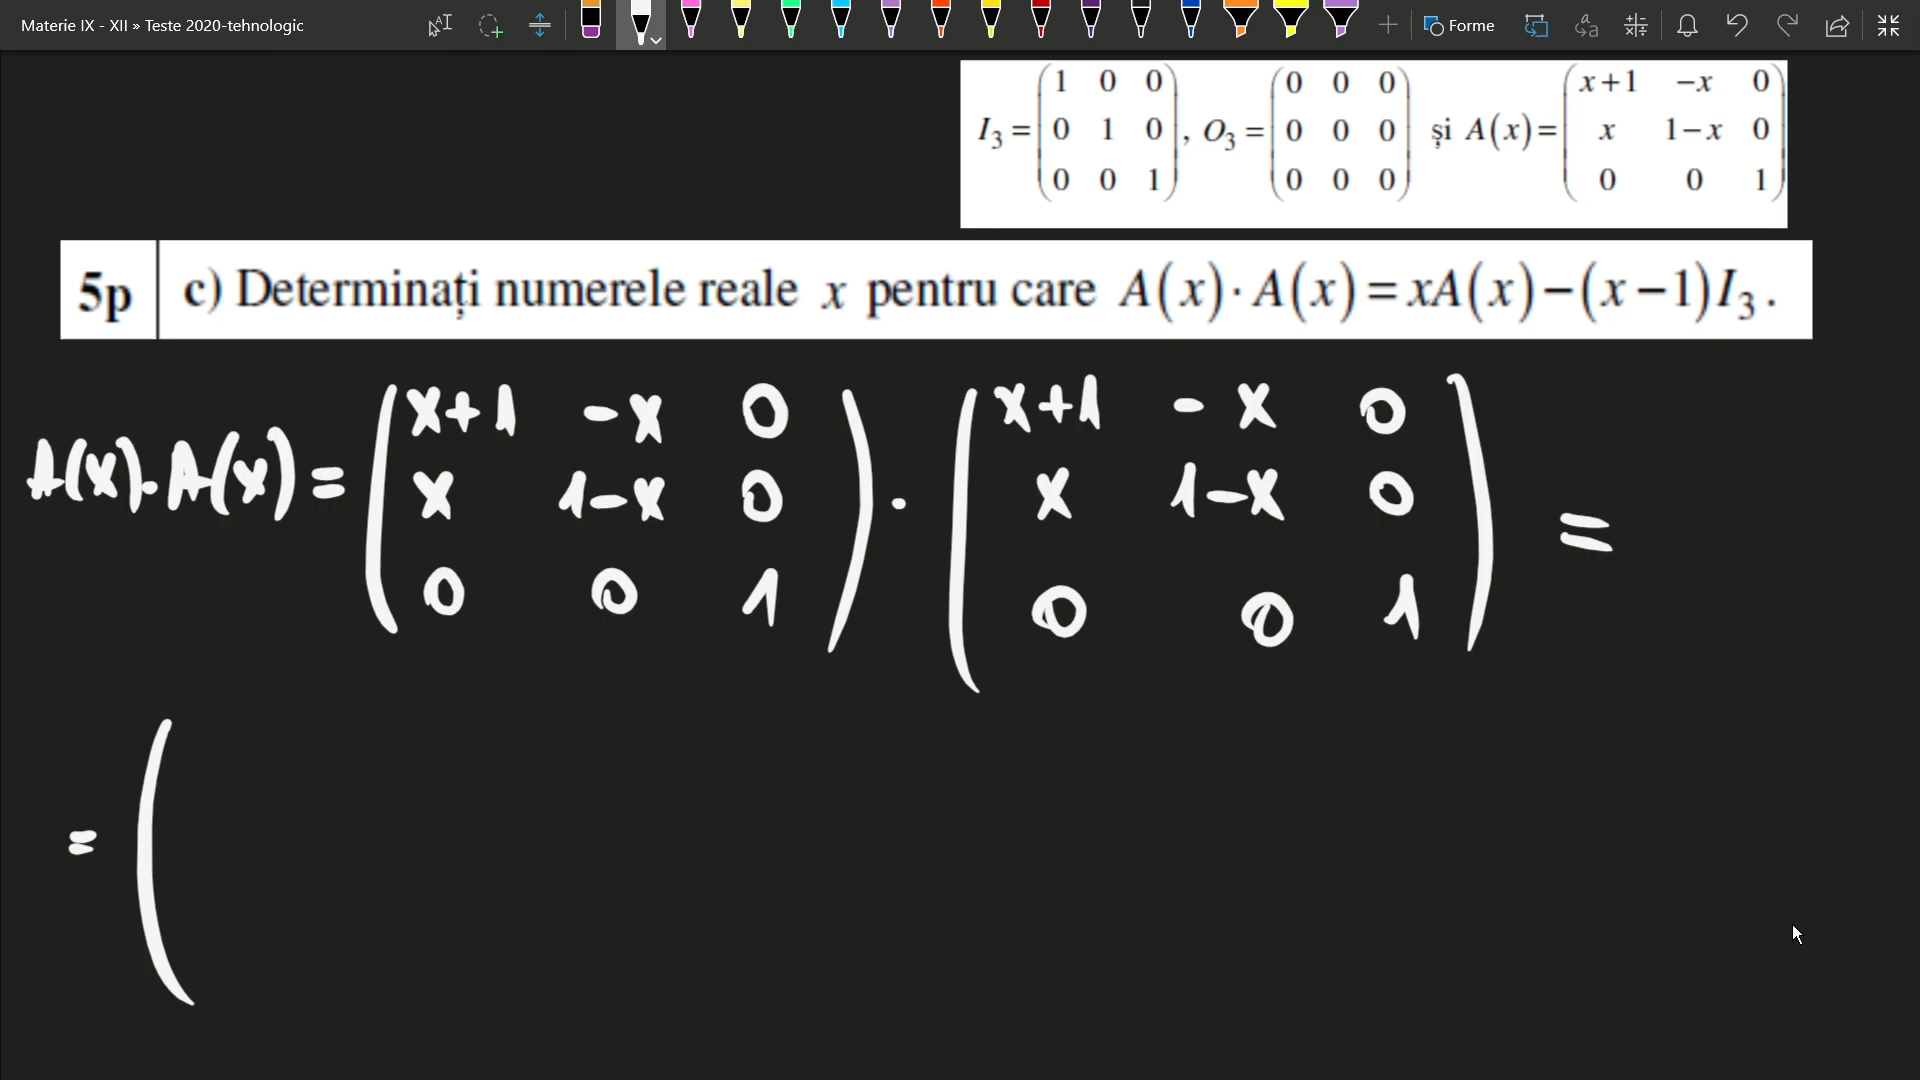 Materie IX - XII » Teste 2020-tehnologic
Forme
I₃ = (1 0 0
0 1 0
0 0 1), O₃ = (0 0 0
0 0 0
0 0 0) și A(x) = (x+1 −x 0
x 1−x 0
0 0 1)
5p c) Determinați numerele reale x pentru care A(x)·A(x)=xA(x)−(x−1)I₃.
A(x)·A(x) = (x+1 -x 0
x 1-x 0
0 0 1) · (x+1 -x 0
x 1-x 0
0 0 1) =
= (